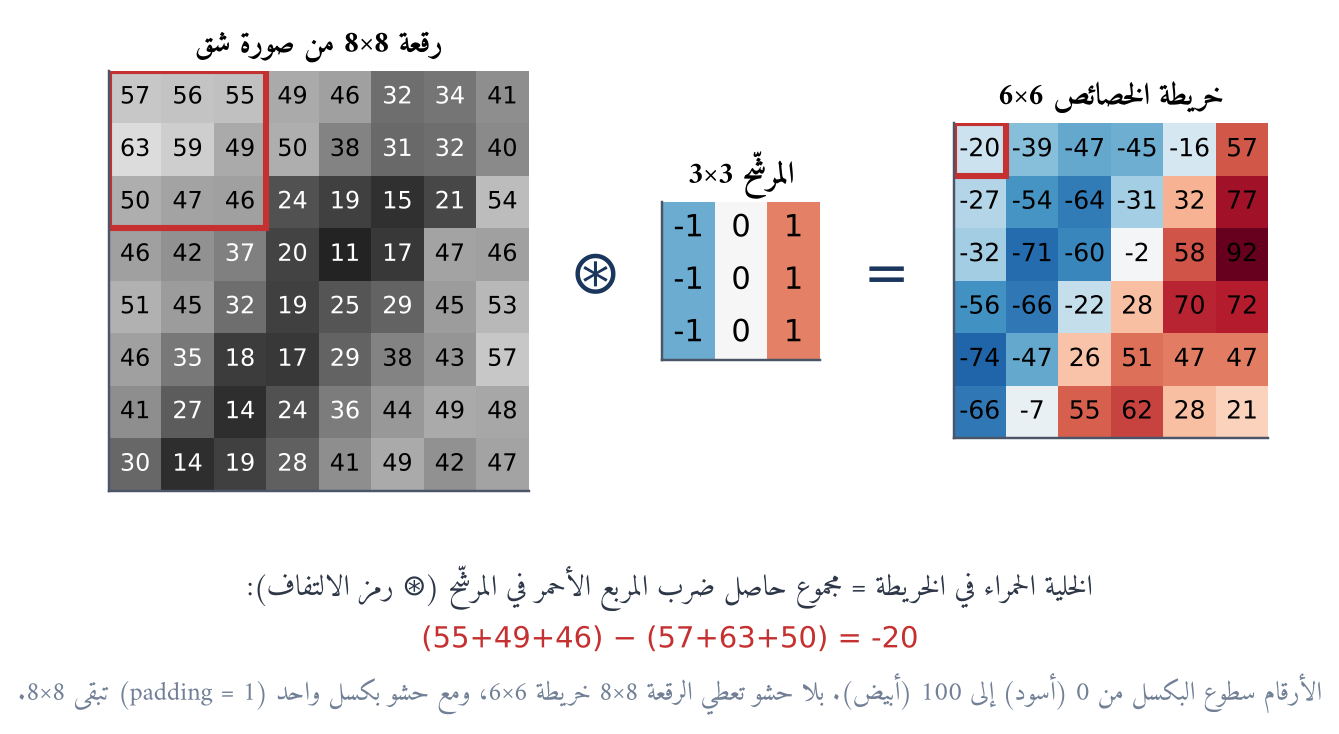 رقعة 8×8 من صورة شق
57 56 55 49 46 32 34 41
63 59 49 50 38 31 32 40
50 47 46 24 19 15 21 54
46 42 37 20 11 17 47 46
51 45 32 19 25 29 45 53
46 35 18 17 29 38 43 57
41 27 14 24 36 44 49 48
30 14 19 28 41 49 42 47
⊛
المرشّح 3×3
-1 0 1
-1 0 1
-1 0 1
=
خريطة الخصائص 6×6
-20 -39 -47 -45 -16 57
-27 -54 -64 -31 32 77
-32 -71 -60 -2 58 92
-56 -66 -22 28 70 72
-74 -47 26 51 47 47
-66 -7 55 62 28 21
الخلية الحمراء في الخريطة = مجموع حاصل ضرب المربع الأحمر في المرشّح (⊛ رمز الالتفاف):
(55+49+46) − (57+63+50) = -20
الأرقام سطوع البكسل من 0 (أسود) إلى 100 (أبيض). بلا حشو تعطي الرقعة 8×8 خريطة 6×6، ومع حشو بكسل واحد (padding = 1) تبقى 8×8.